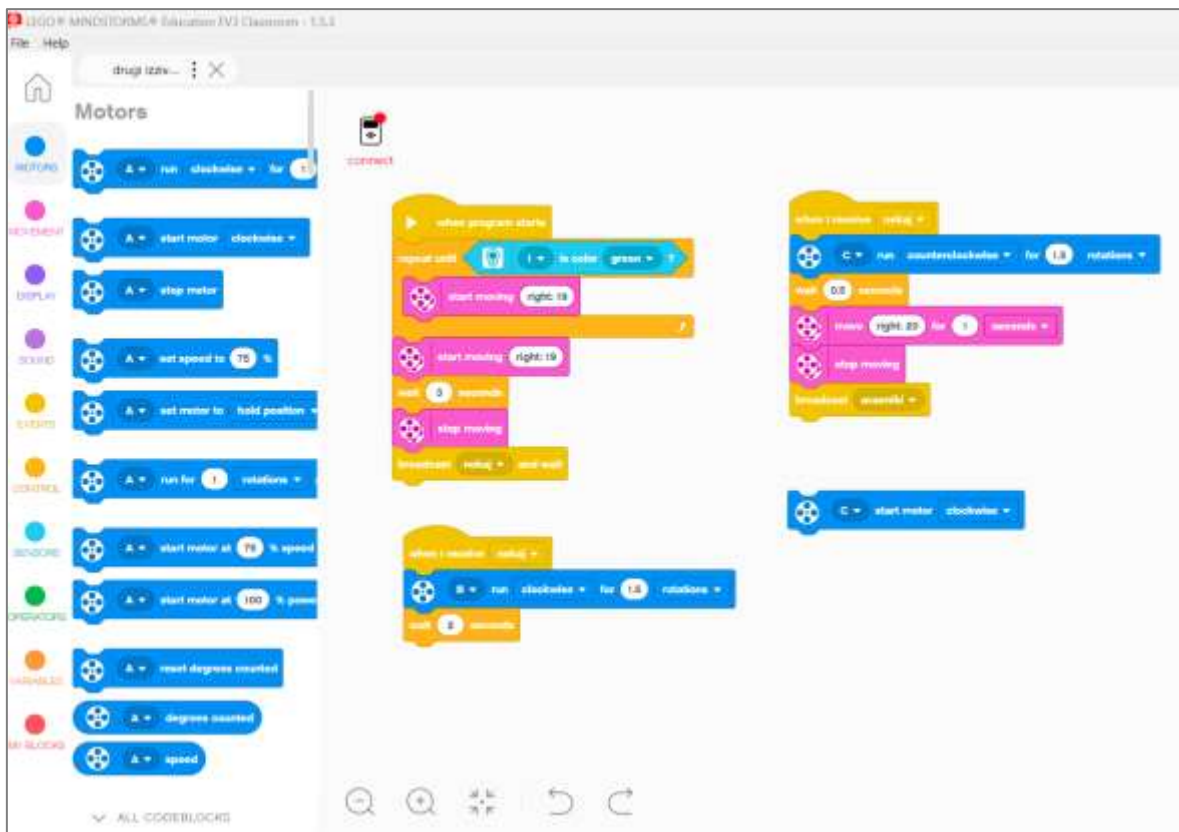 LEGO® MINDSTORMS® Education EV3 Classroom - 1.5.3
File Help
drugi izziv...
Motors
connect
MOTORS
MOVEMENT
DISPLAY
SOUND
EVENTS
CONTROL
SENSORS
OPERATORS
VARIABLES
MY BLOCKS
A run clockwise for 1
A start motor clockwise
A stop motor
A set speed to 75 %
A set motor to hold position
A run for 1 rotations
A start motor at 75 % speed
A start motor at 100 % power
A reset degrees counted
A degrees counted
A speed
ALL CODEBLOCKS
when program starts
repeat until 1 is color green ?
start moving right: 19
start moving right: 19
wait seconds
stop moving
broadcast nekaj and wait
when I receive nekaj
B run clockwise for 1.5 rotations
wait seconds
when I receive nekaj
C run counterclockwise for 1.5 rotations
wait 0.5 seconds
move right: 20 for 1 seconds
stop moving
broadcast
C start motor clockwise